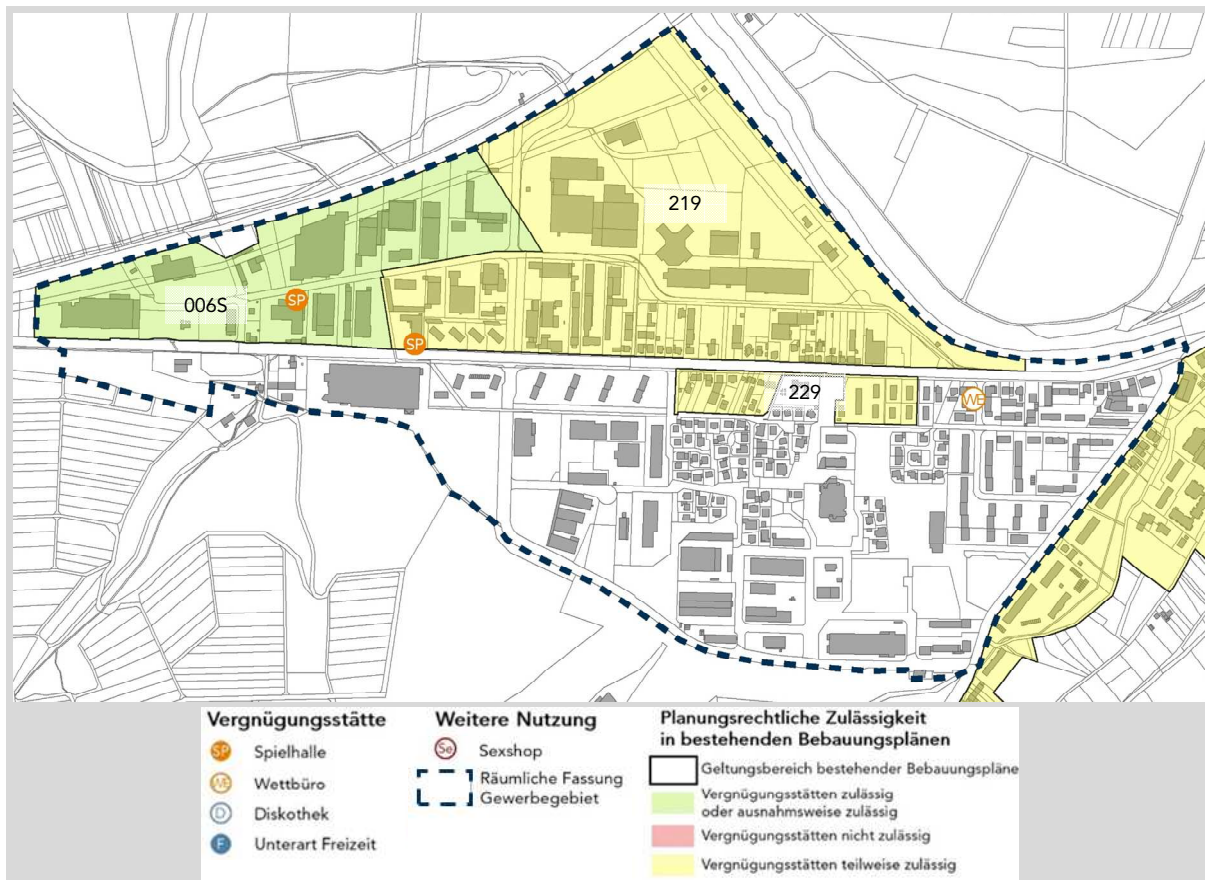 219
006S
SP
SP
229
WE
Vergnügungsstätte
SP Spielhalle
WE Wettbüro
D Diskothek
F Unterart Freizeit
Weitere Nutzung
Se Sexshop
Räumliche Fassung
Gewerbegebiet
Planungsrechtliche Zulässigkeit
in bestehenden Bebauungsplänen
Geltungsbereich bestehender Bebauungspläne
Vergnügungsstätten zulässig
oder ausnahmsweise zulässig
Vergnügungsstätten nicht zulässig
Vergnügungsstätten teilweise zulässig